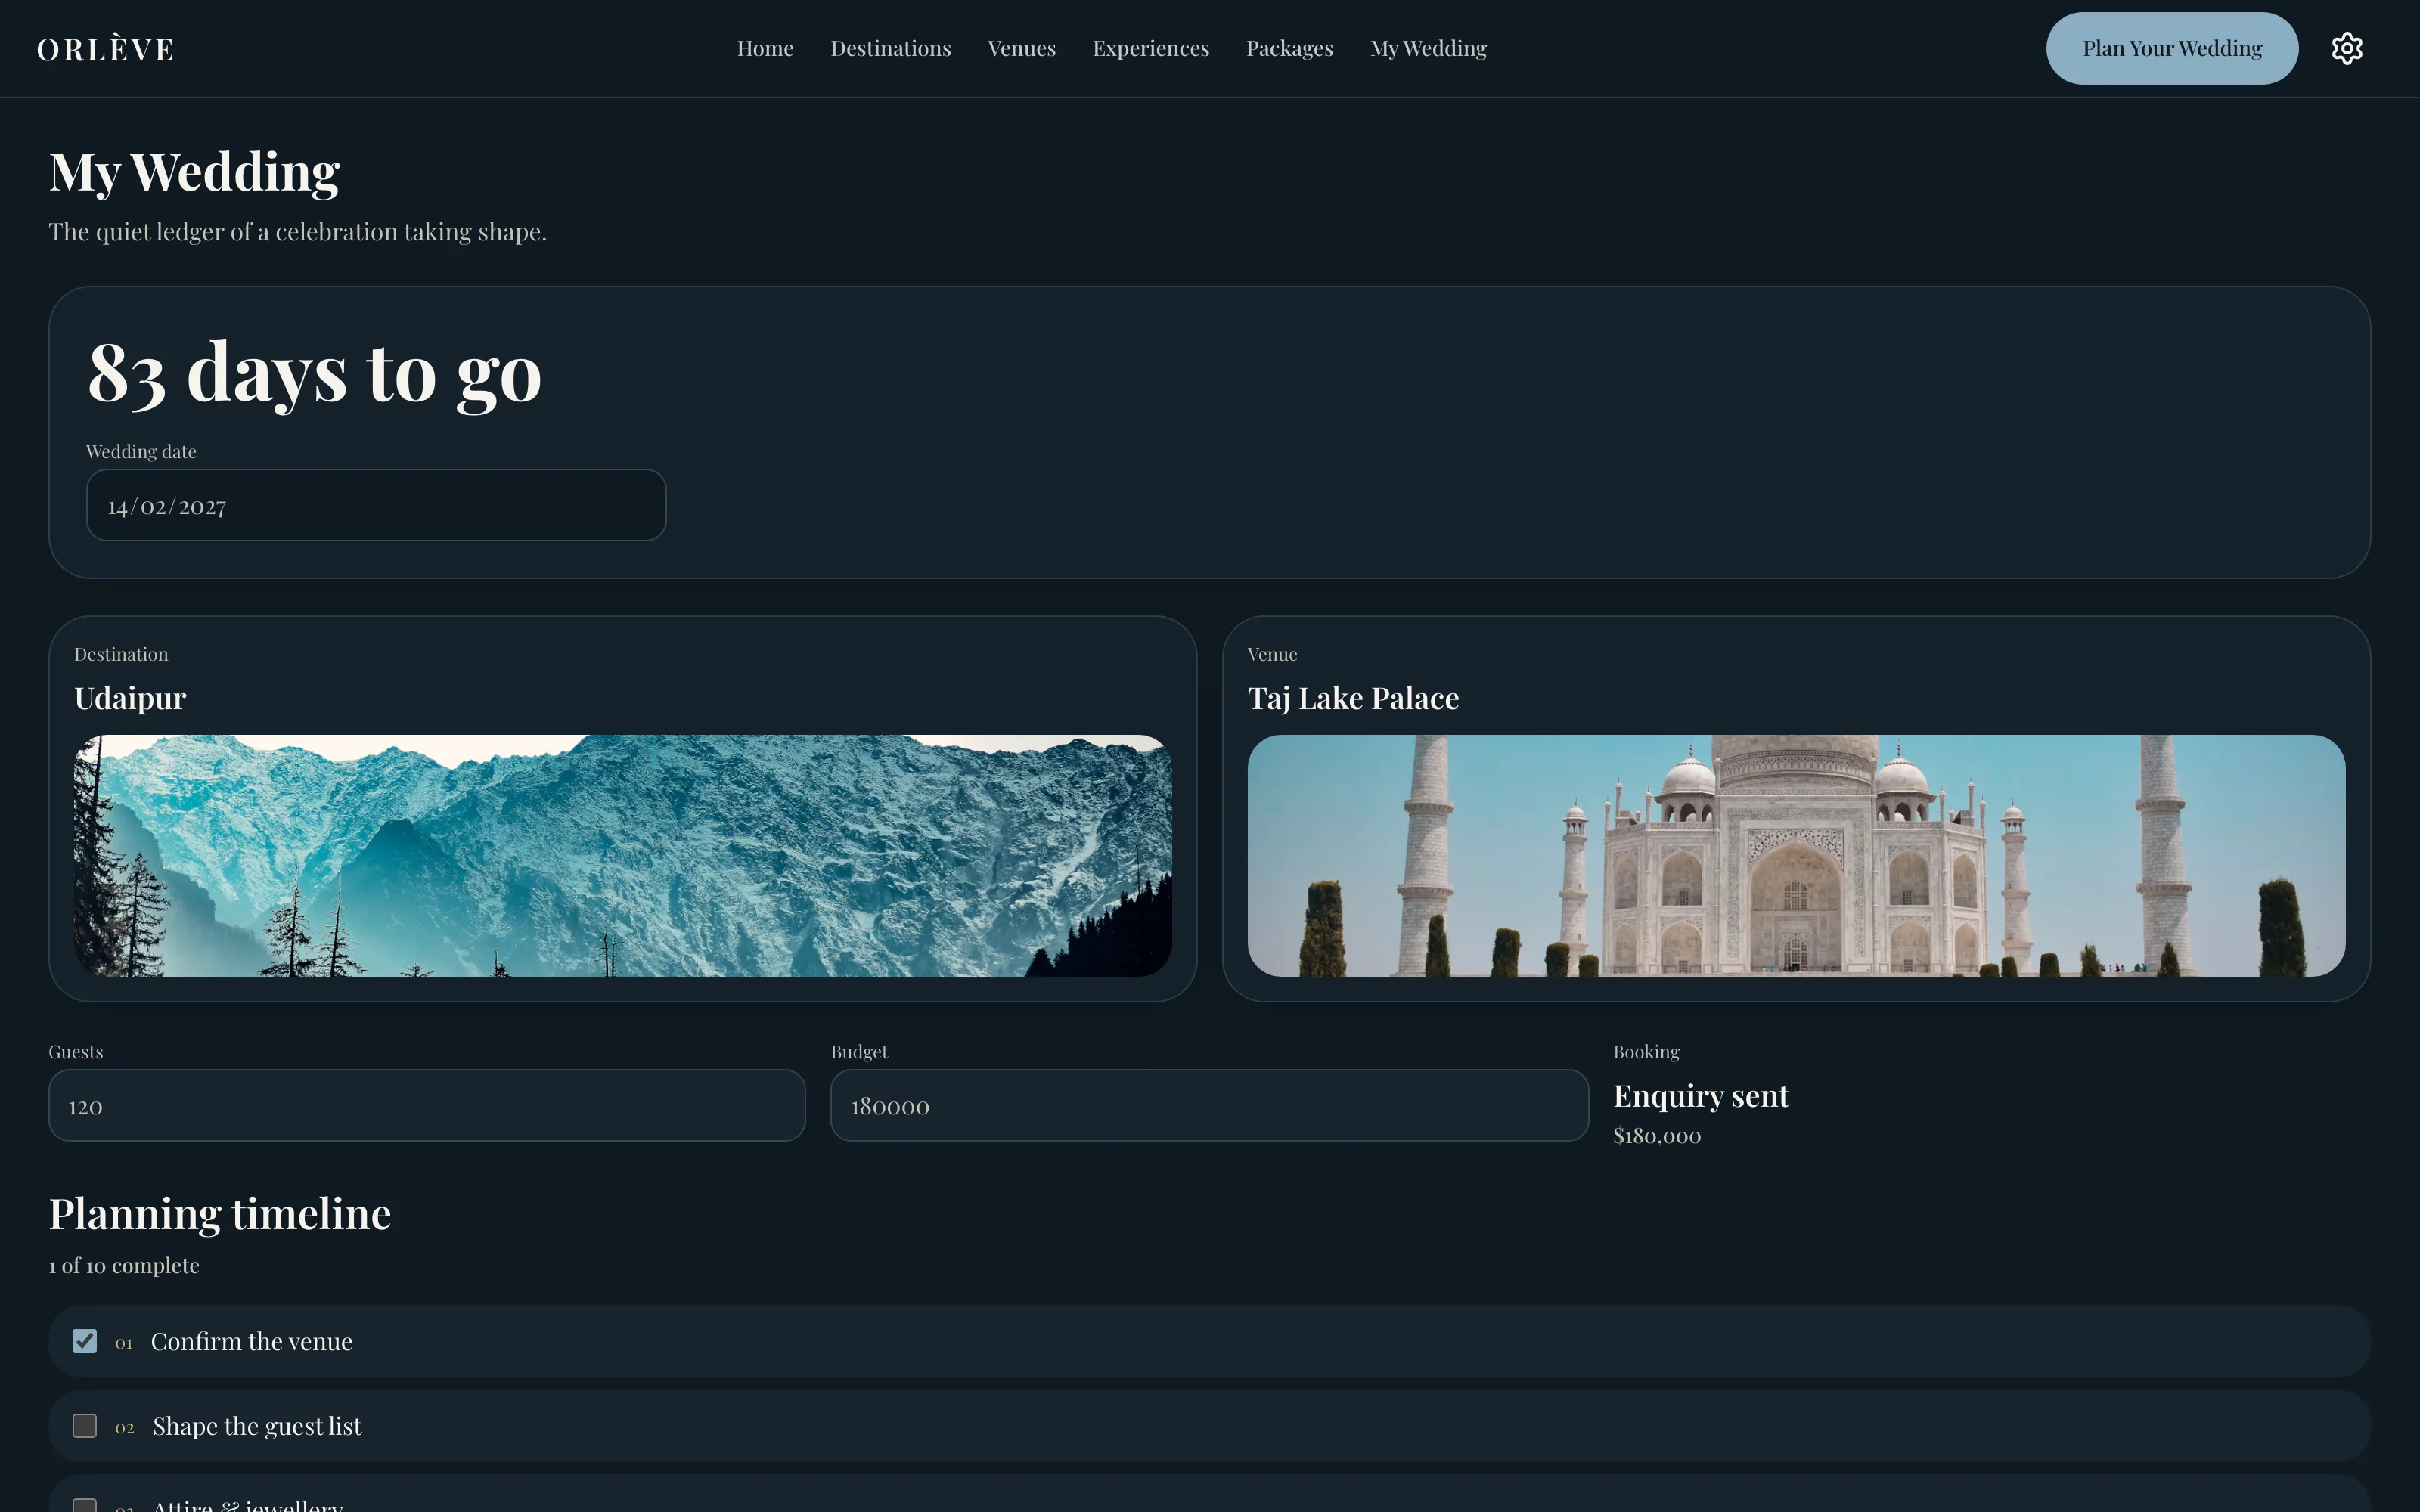 ORLÈVE
Home Destinations Venues Experiences Packages My Wedding
Plan Your Wedding
My Wedding
The quiet ledger of a celebration taking shape.
83 days to go
Wedding date
14/02/2027
Destination
Udaipur
Venue
Taj Lake Palace
Guests
120
Budget
180000
Booking
Enquiry sent
$180,000
Planning timeline
1 of 10 complete
01 Confirm the venue
02 Shape the guest list
03 Attire & jewellery